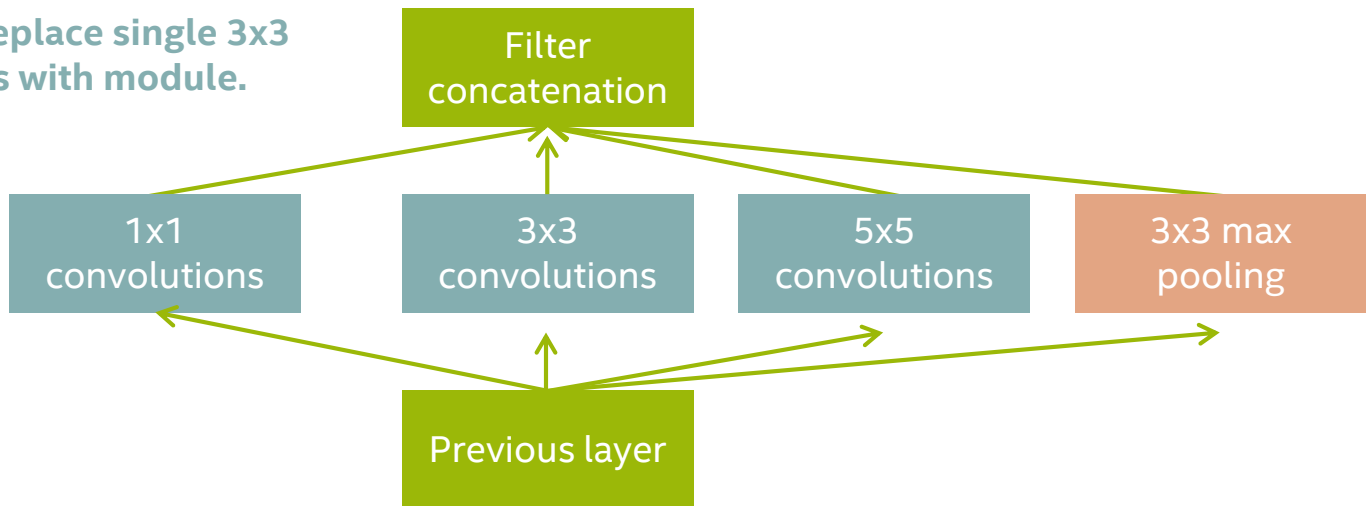 eplace single 3x3
s with module.
Filter
concatenation
1x1
convolutions
3x3
convolutions
5x5
convolutions
3x3 max
pooling
Previous layer